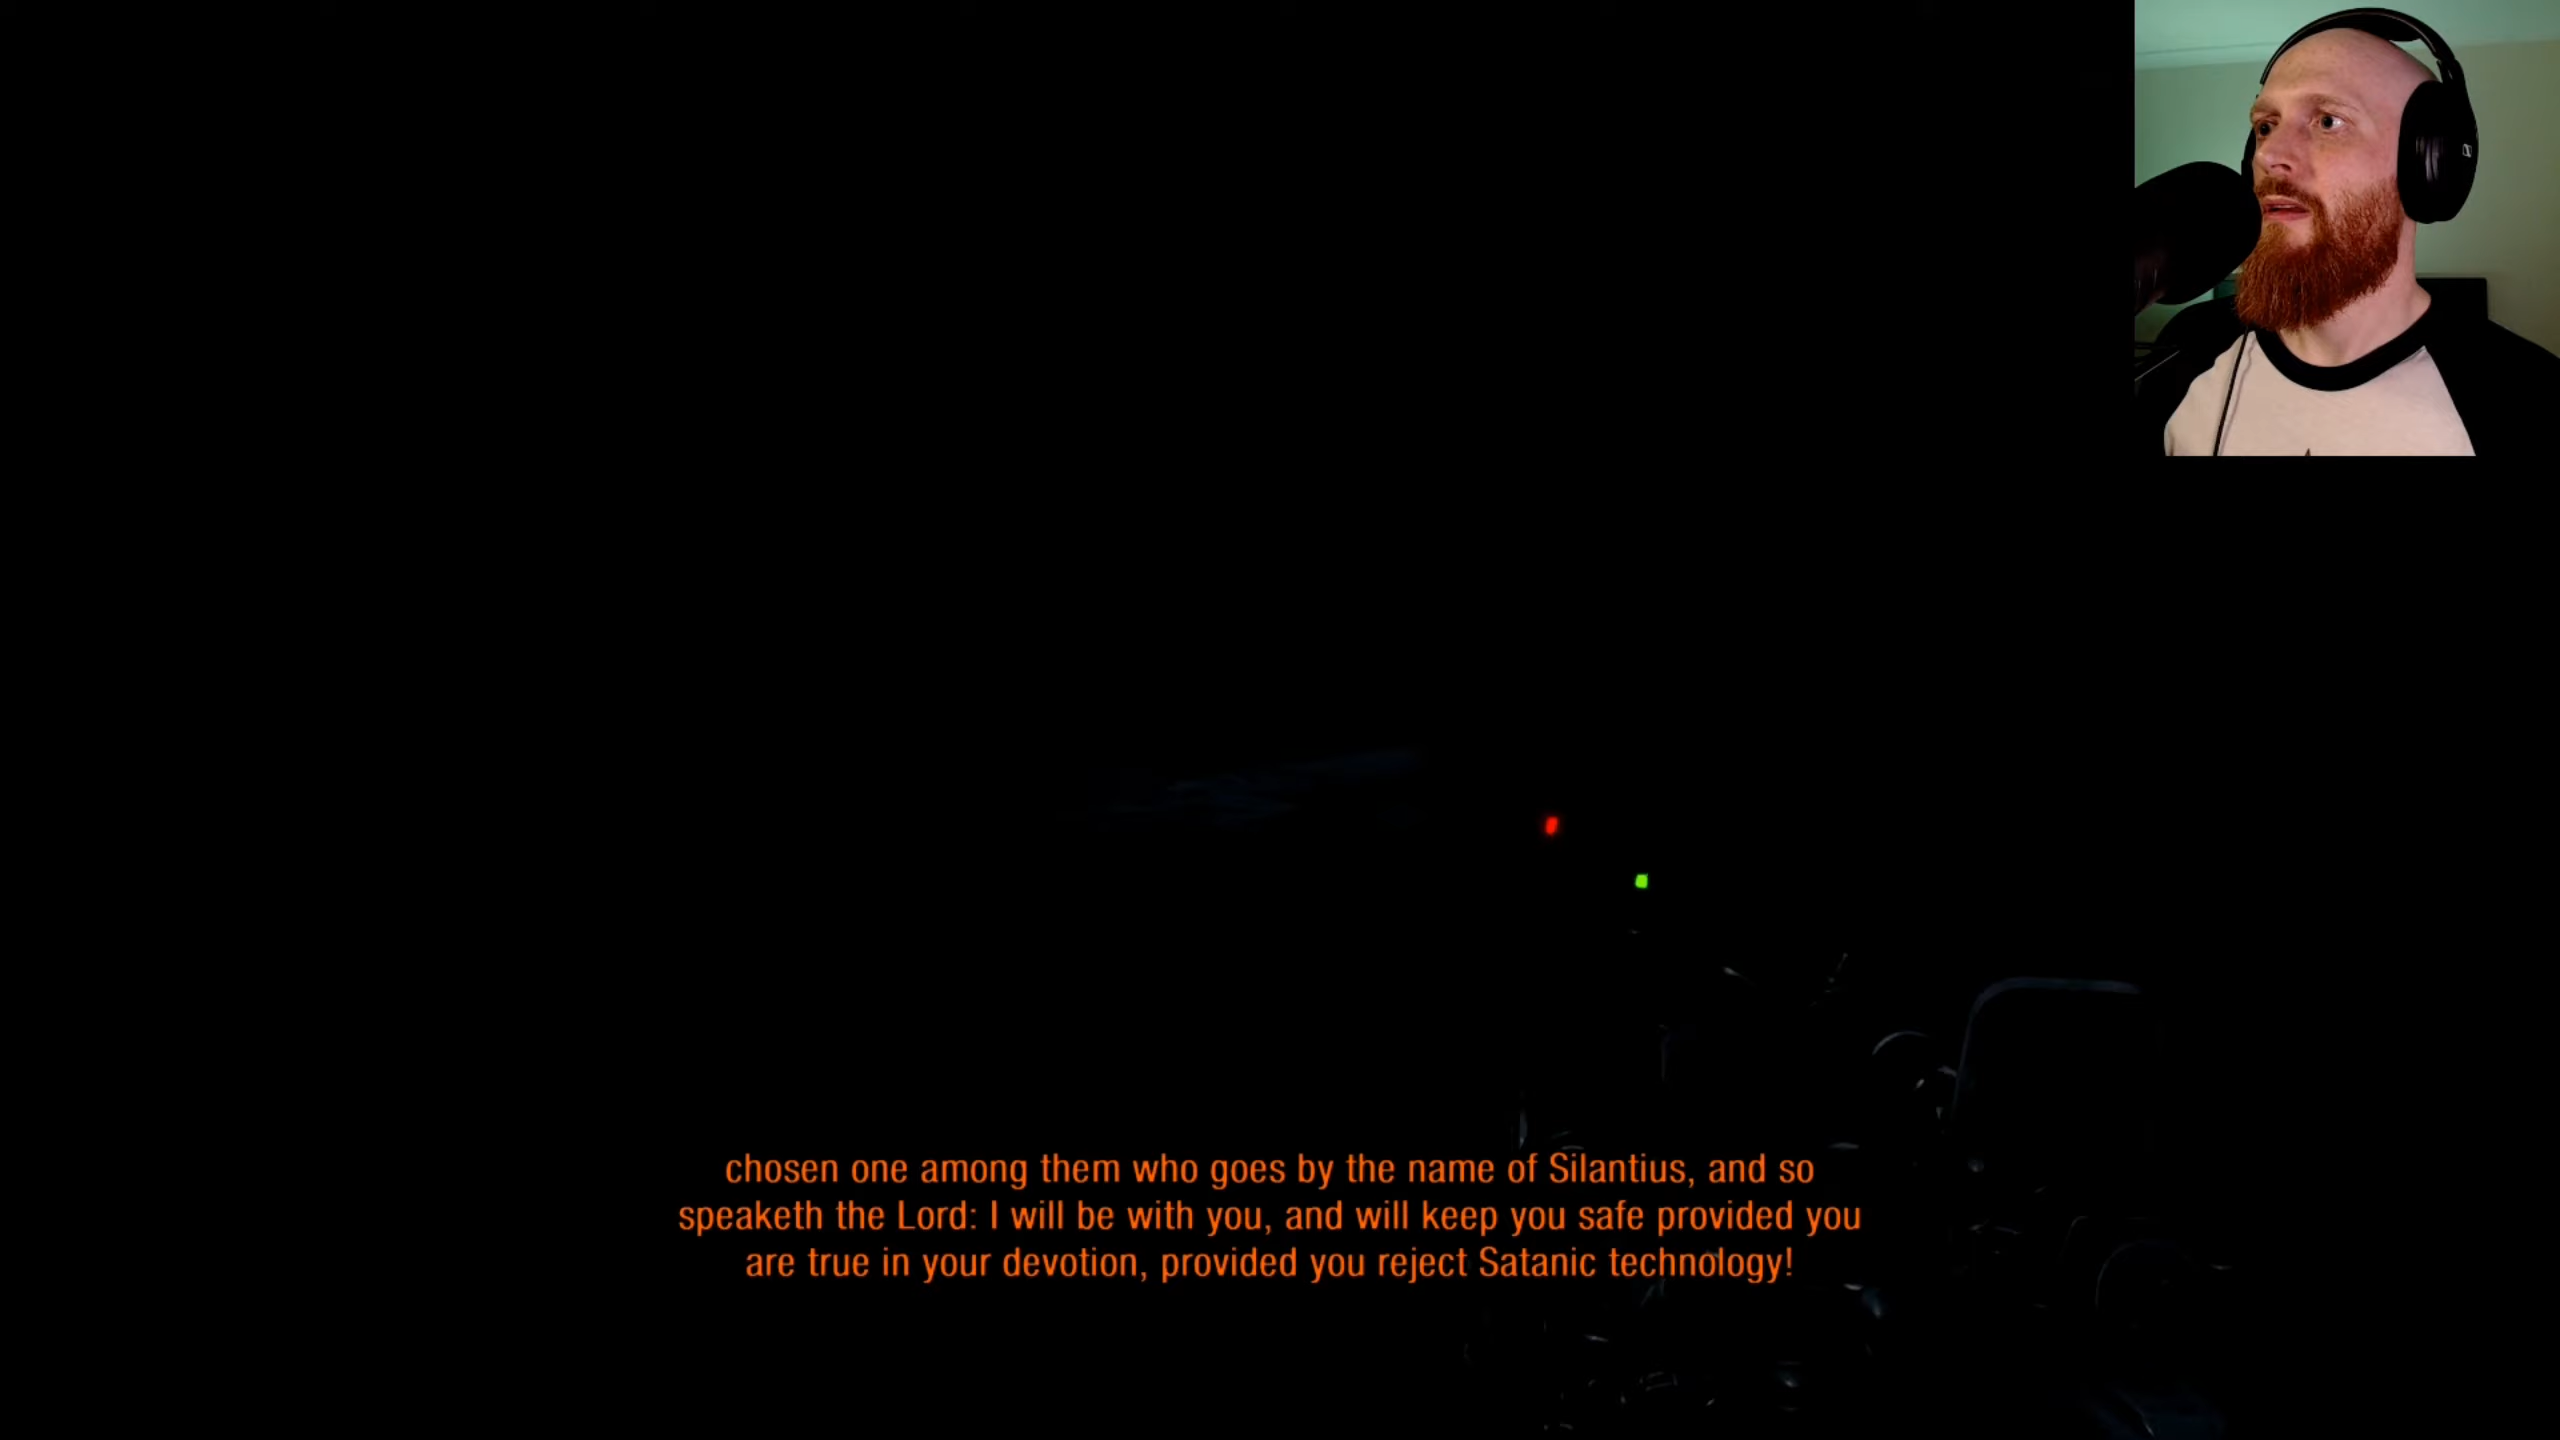 chosen one among them who goes by the name of Silantius, and so
speaketh the Lord: I will be with you, and will keep you safe provided you
are true in your devotion, provided you reject Satanic technology!